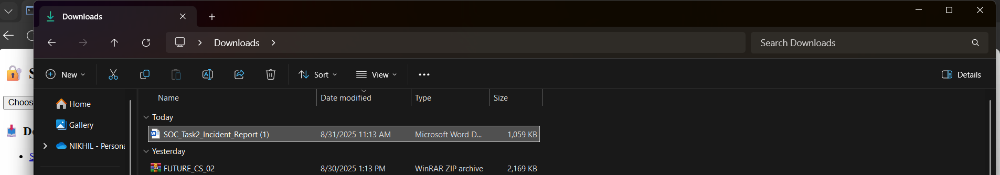 Downloads
Downloads
Search Downloads
New
Sort
View
Details
Choos
Name
Date modified
Type
Size
Home
Today
Gallery
SOC_Task2_Incident_Report (1) 8/31/2025 11:13 AM Microsoft Word D... 1,059 KB
NIKHIL - Persona
Yesterday
FUTURE_CS_02 8/30/2025 1:13 PM WinRAR ZIP archive 2,169 KB